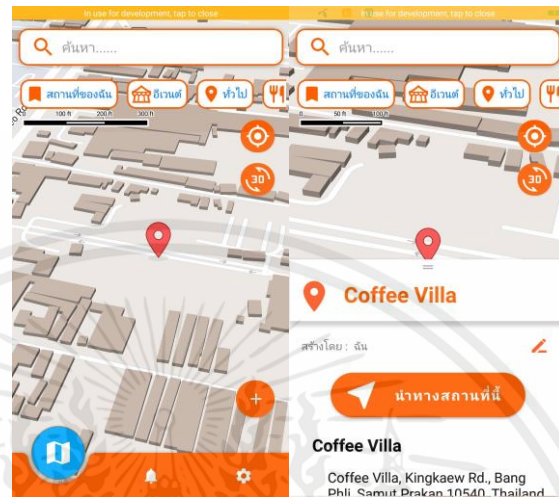 In use for development, tap to close
ค้นหา......
สถานที่ของฉัน
อีเวนต์
ทั่วไป
100 ft
200 ft
300 ft
30
In use for development, tap to close
ค้นหา......
สถานที่ของฉัน
อีเวนต์
ทั่วไป
50 ft
100 ft
30
Coffee Villa
สร้างโดย : ฉัน
นำทางสถานที่นี้
Coffee Villa
Coffee Villa, Kingkaew Rd., Bang
Phli, Samut Prakan 10540, Thailand